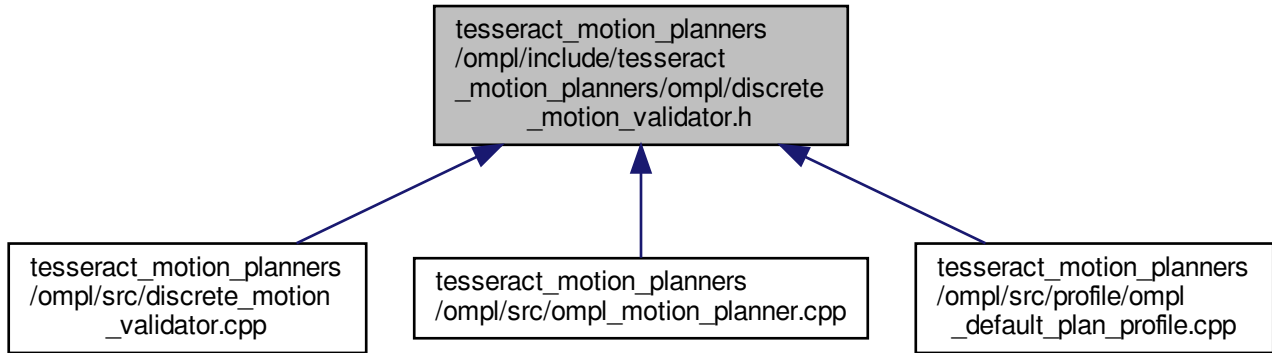 tesseract_motion_planners
/ompl/include/tesseract
_motion_planners/ompl/discrete
_motion_validator.h
tesseract_motion_planners
/ompl/src/discrete_motion
_validator.cpp
tesseract_motion_planners
/ompl/src/ompl_motion_planner.cpp
tesseract_motion_planners
/ompl/src/profile/ompl
_default_plan_profile.cpp